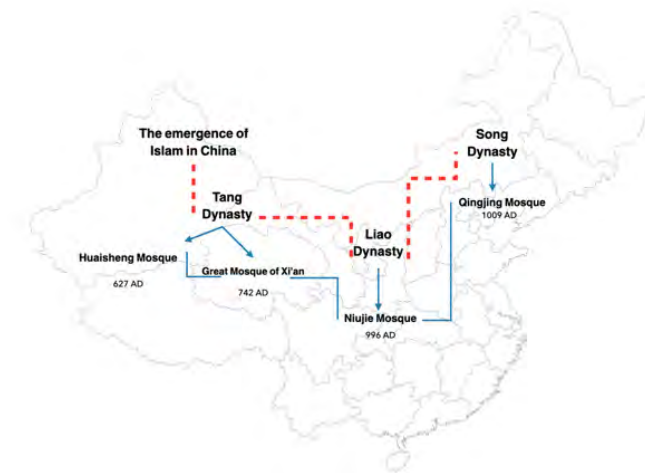 The emergence of
Islam in China
Song
Dynasty
Tang
Dynasty
Qingjing Mosque
1009 AD
Liao
Dynasty
Huaisheng Mosque
627 AD
Great Mosque of Xi'an
742 AD
Niujie Mosque
996 AD